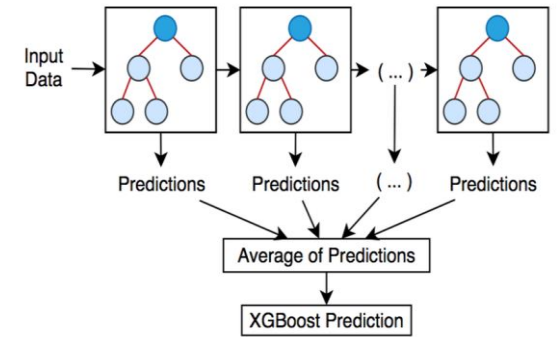 Input
Data
( ... )
Predictions
Predictions
( ... )
Predictions
Average of Predictions
XGBoost Prediction